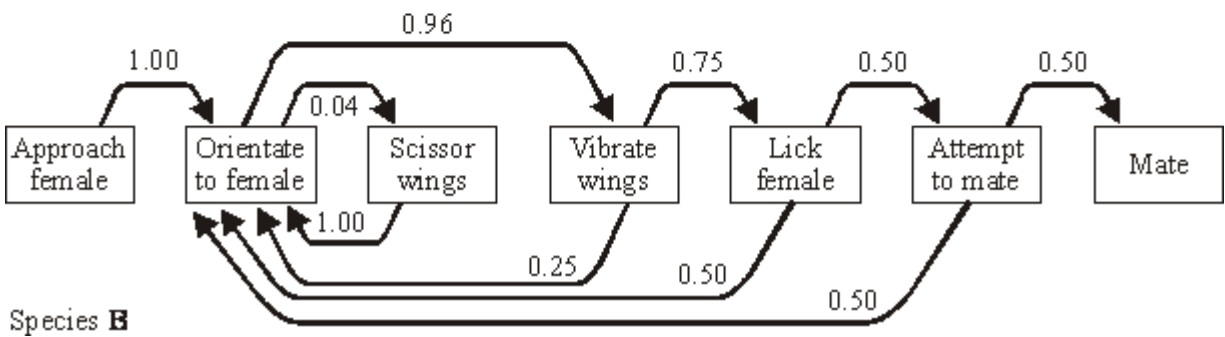 0.96
1.00
0.75
0.50
0.50
0.04
Approach
female
Orientate
to female
Scissor
wings
Vibrate
wings
Lick
female
Attempt
to mate
Mate
1.00
0.25
0.50
0.50
Species